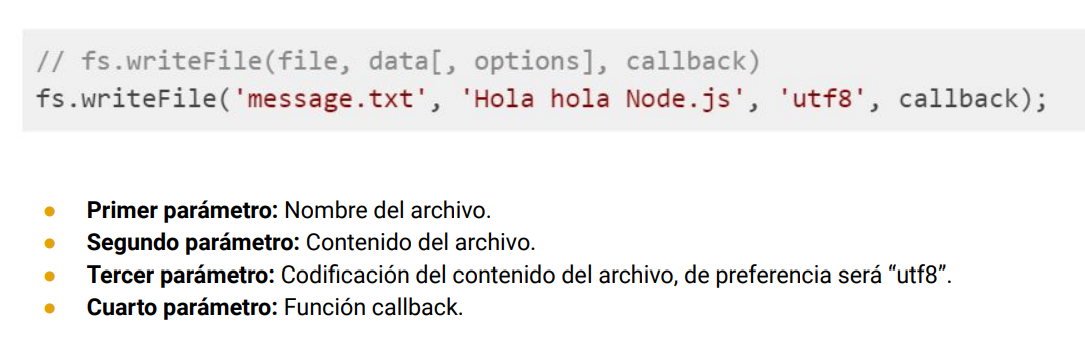 // fs.writeFile(file, data[, options], callback)
fs.writeFile('message.txt', 'Hola hola Node.js', 'utf8', callback);
● Primer parámetro: Nombre del archivo.
● Segundo parámetro: Contenido del archivo.
● Tercer parámetro: Codificación del contenido del archivo, de preferencia será “utf8”.
● Cuarto parámetro: Función callback.